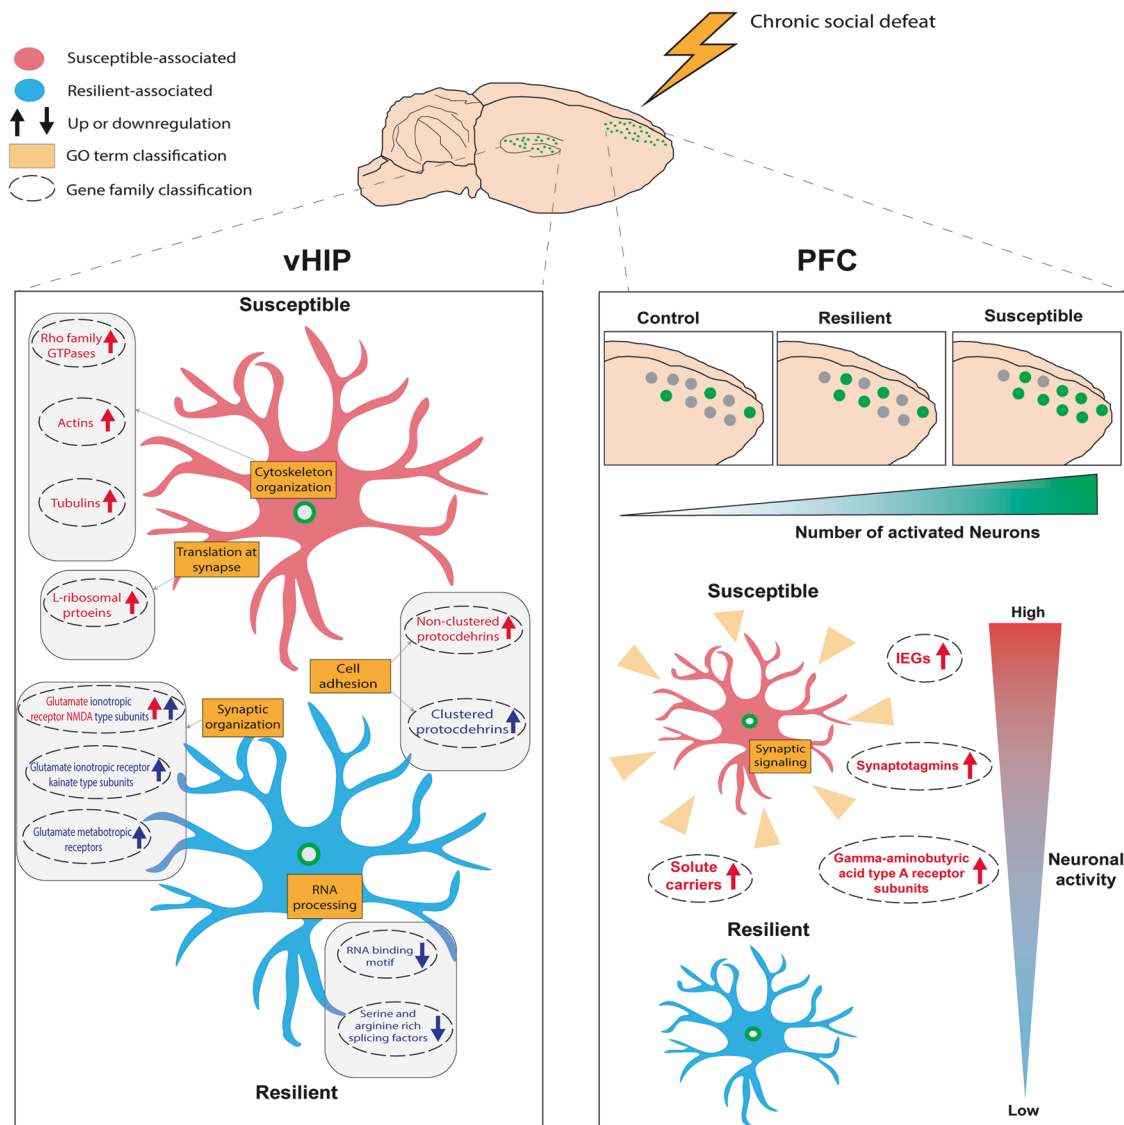 Chronic social defeat
Susceptible-associated
Resilient-associated
Up or downregulation
GO term classification
Gene family classification
vHIP
Susceptible
Rho family
GTPases
Actins
Tubulins
Cytoskeleton
organization
Translation at
synapse
L-ribosomal
prtoeins
Non-clustered
protocdehrins
Cell
adhesion
Clustered
protocdehrins
Synaptic
organization
Glutamate ionotropic
receptor NMDA type subunits
Glutamate ionotropic receptor
kainate type subunits
Glutamate metabotropic
receptors
RNA
processing
RNA binding
motif
Serine and
arginine rich
splicing factors
Resilient
PFC
Control
Resilient
Susceptible
Number of activated Neurons
Susceptible
High
IEGs
Synaptic
signaling
Synaptotagmins
Solute
carriers
Gamma-aminobutyric
acid type A receptor
subunits
Neuronal
activity
Resilient
Low